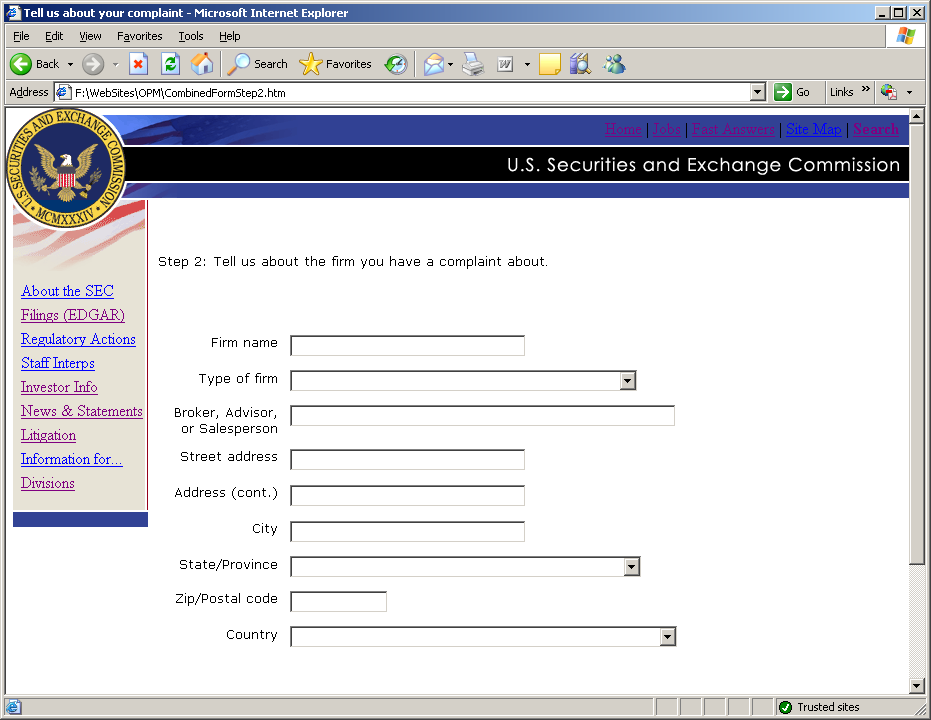 Tell us about your complaint - Microsoft Internet Explorer
File Edit View Favorites Tools Help
Back Search Favorites
Address F:\WebSites\OPM\CombinedFormStep2.htm Go Links »
Home | Jobs | Fast Answers | Site Map | Search
U.S. Securities and Exchange Commission
U.S. SECURITIES AND EXCHANGE COMMISSION
MCMXXXIV
Step 2: Tell us about the firm you have a complaint about.
About the SEC
Filings (EDGAR)
Regulatory Actions
Staff Interps
Investor Info
News & Statements
Litigation
Information for...
Divisions
Firm name
Type of firm
Broker, Advisor,
or Salesperson
Street address
Address (cont.)
City
State/Province
Zip/Postal code
Country
Trusted sites